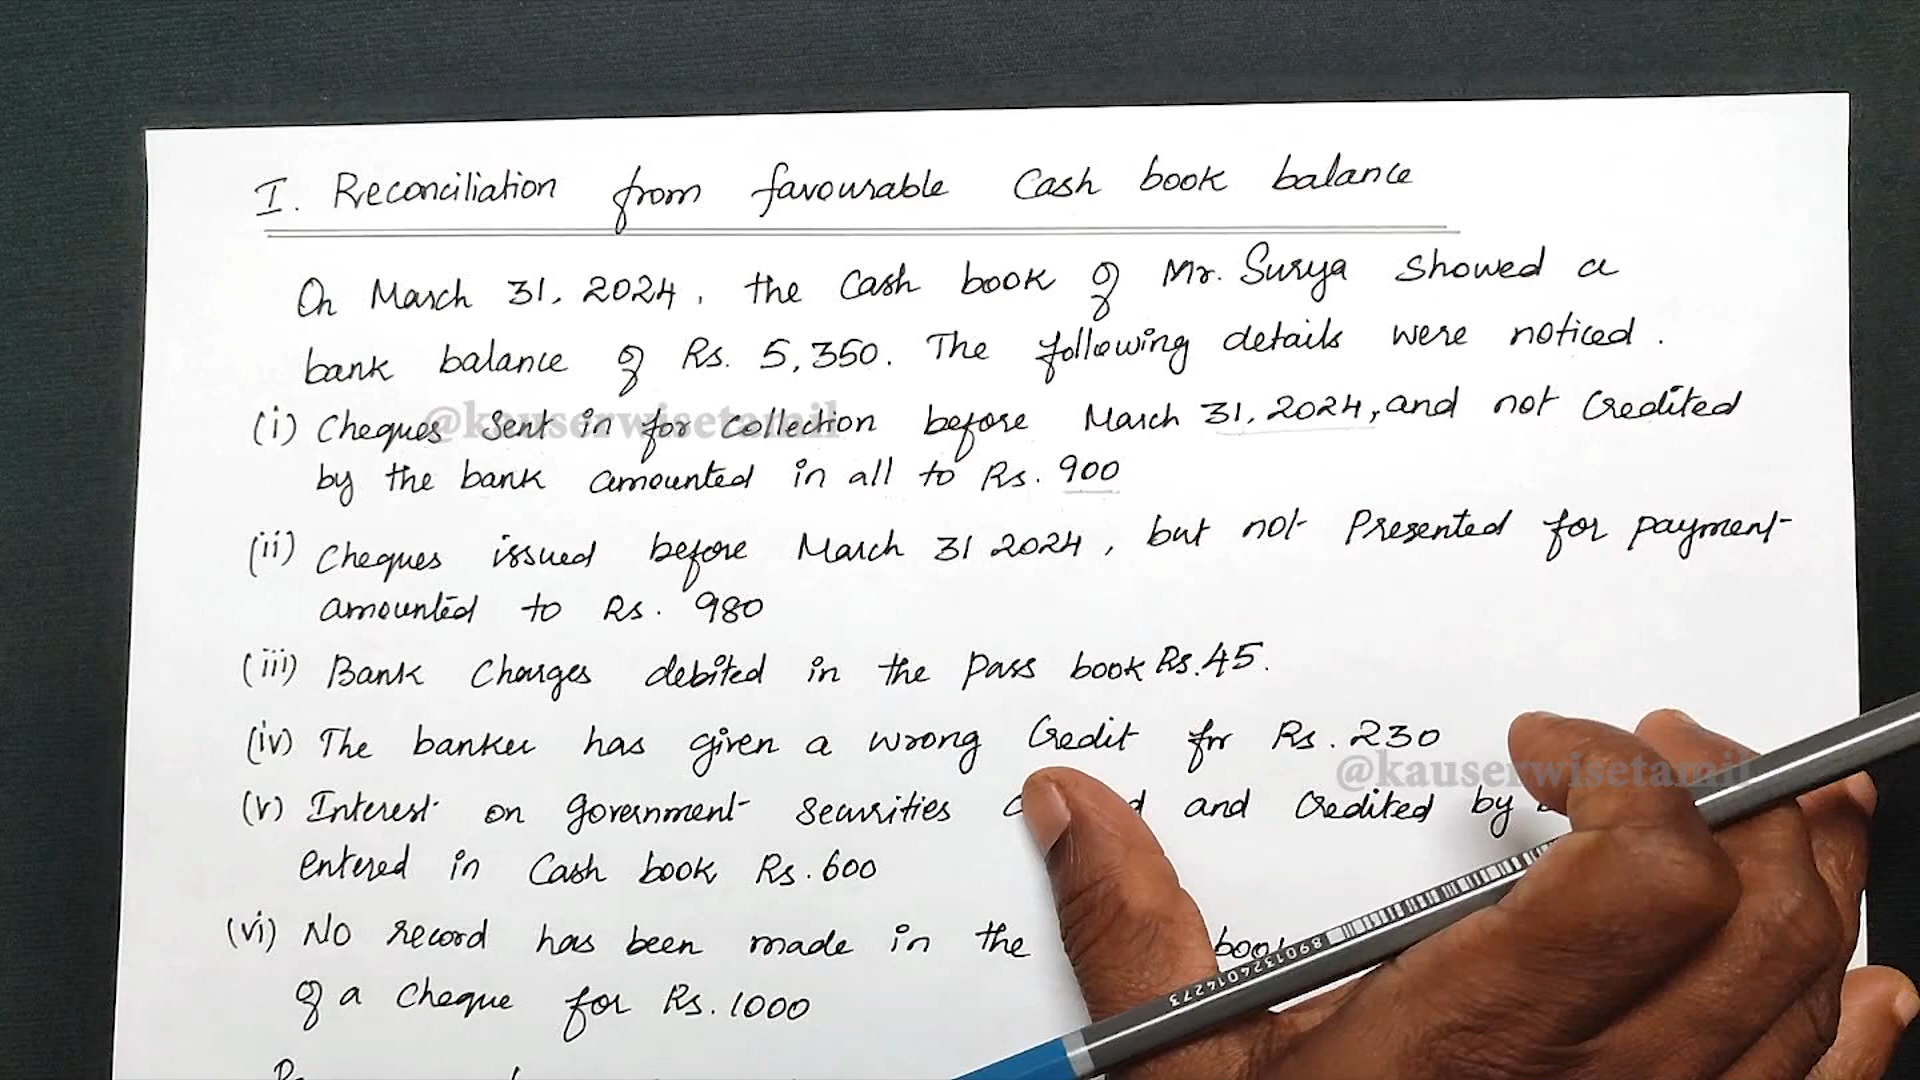 I. Reconciliation from favourable Cash book balance
On March 31, 2024, the Cash book of Mr. Surya showed a
bank balance of Rs. 5,350. The following details were noticed.
(i) Cheques sent in for collection before March 31, 2024, and not credited
by the bank amounted in all to Rs. 900
@kauserwisetamil
(ii) Cheques issued before March 31 2024, but not Presented for payment
amounted to Rs. 980
(iii) Bank Charges debited in the Pass book Rs. 45.
(iv) The banker has given a wrong Credit for Rs. 230
@kauserwisetamil
(v) Interest on government securities and credited by
entered in Cash book Rs. 600
(vi) No record has been made in the book
of a cheque for Rs. 1000
8901324014273